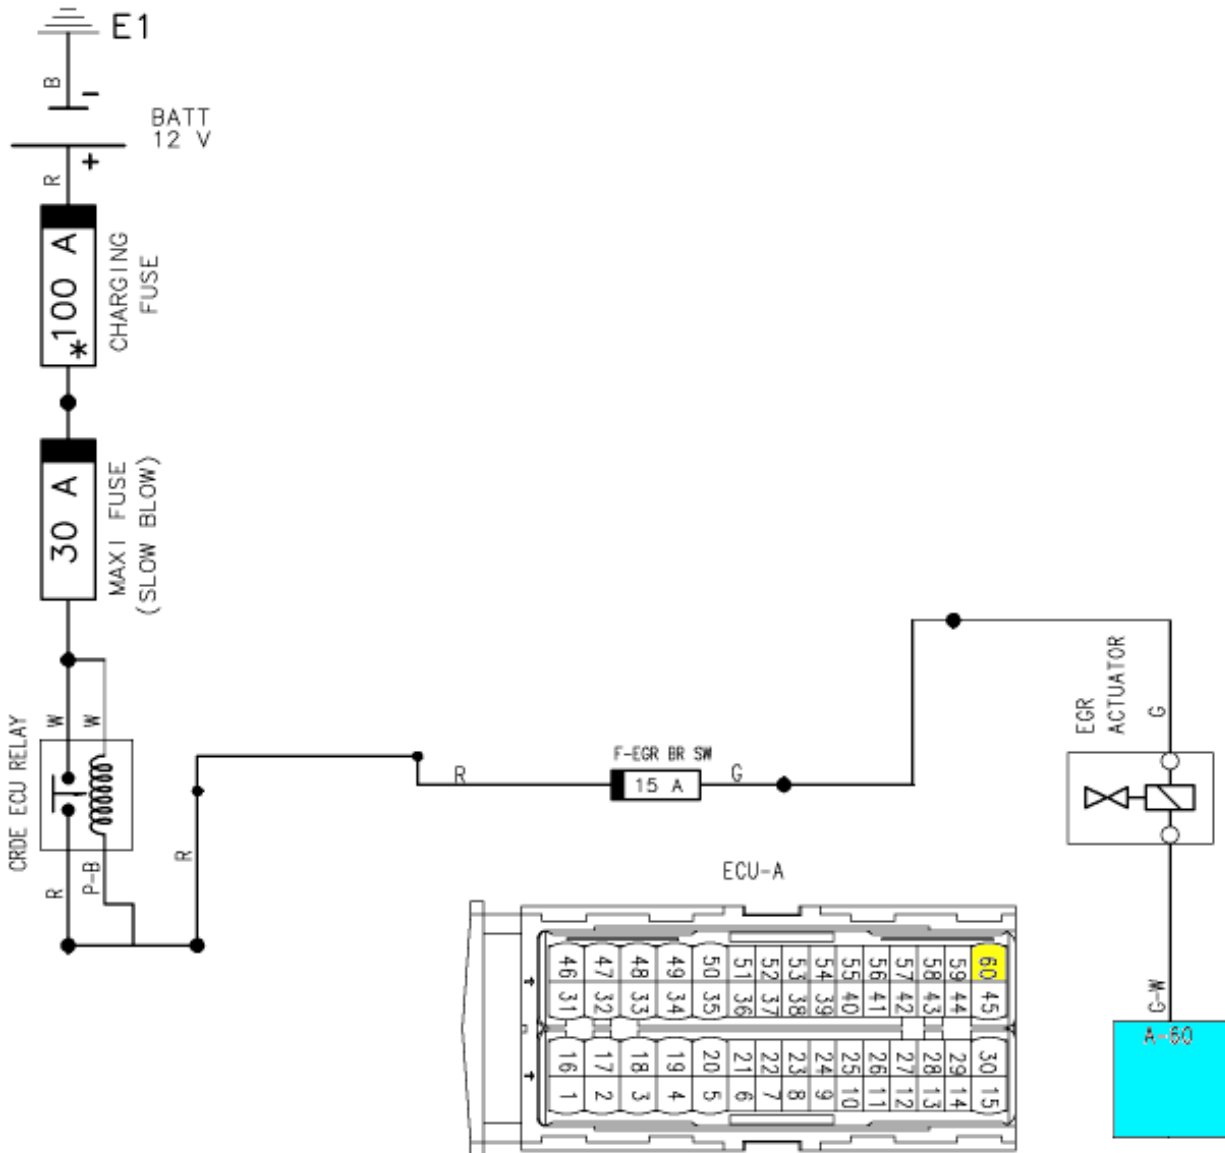 E1
B
-
BATT
12 V
+
R
*100 A
CHARGING
FUSE
30 A
MAXI FUSE
(SLOW BLOW)
W
W
CRDE ECU RELAY
R
P-B
R
R
F-EGR BR SW
15 A
G
EGR
ACTUATOR
G
G-W
A-60
ECU-A
46 47 48 49 50 51 52 53 54 55 56 57 58 59 60
31 32 33 34 35 36 37 38 39 40 41 42 43 44 45
16 17 18 19 20 21 22 23 24 25 26 27 28 29 30
1 2 3 4 5 6 7 8 9 10 11 12 13 14 15